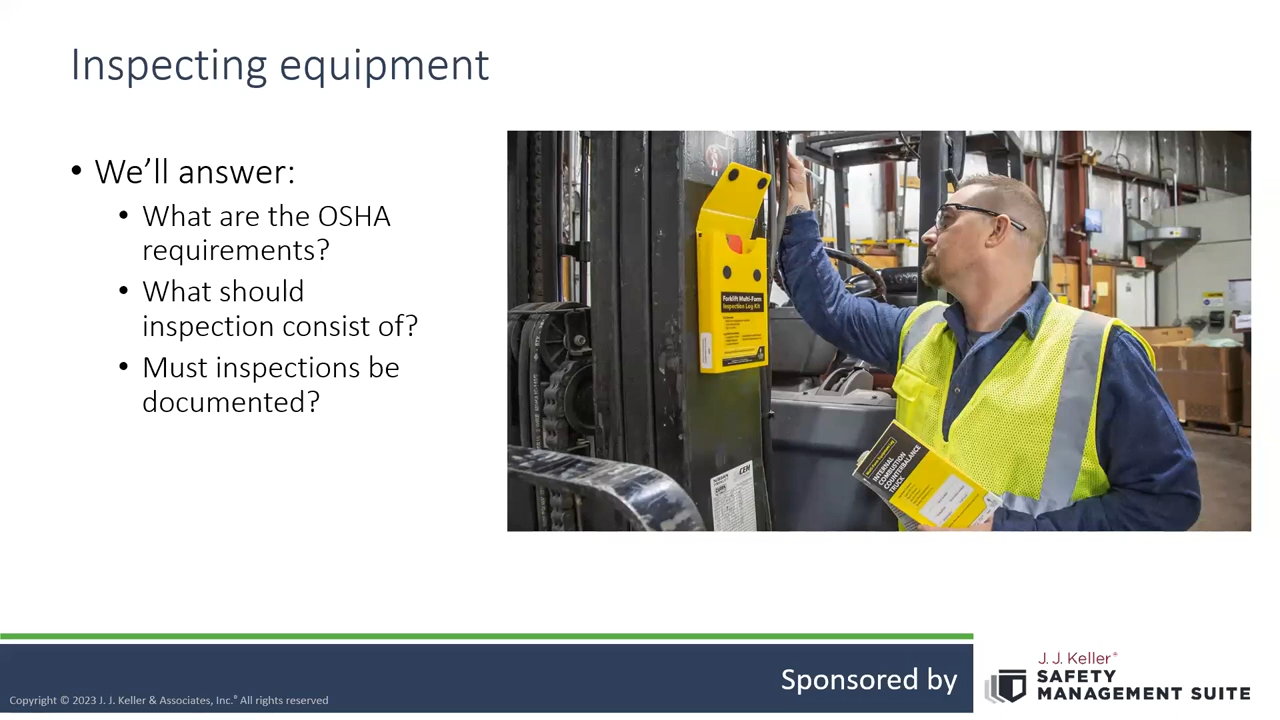 Inspecting equipment
• We’ll answer:
• What are the OSHA
requirements?
• What should
inspection consist of?
• Must inspections be
documented?
Forklift Multi-Form
Inspection Log Kit
INTERNAL
COMBUSTION
COUNTERBALANCE
TRUCK
Sponsored by
J. J. Keller®
SAFETY
MANAGEMENT SUITE
Copyright © 2023 J. J. Keller & Associates, Inc.® All rights reserved